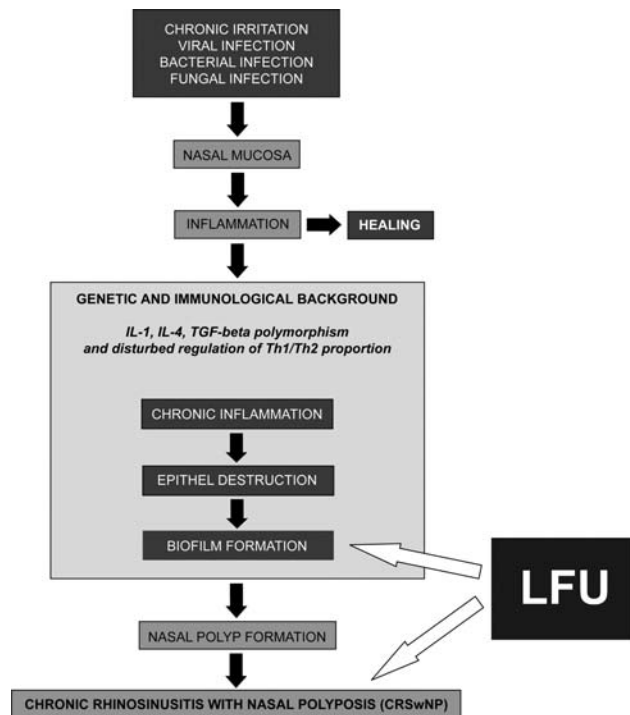 CHRONIC IRRITATION
VIRAL INFECTION
BACTERIAL INFECTION
FUNGAL INFECTION
NASAL MUCOSA
INFLAMMATION
HEALING
GENETIC AND IMMUNOLOGICAL BACKGROUND
IL-1, IL-4, TGF-beta polymorphism
and disturbed regulation of Th1/Th2 proportion
CHRONIC INFLAMMATION
EPITHEL DESTRUCTION
BIOFILM FORMATION
LFU
NASAL POLYP FORMATION
CHRONIC RHINOSINUSITIS WITH NASAL POLYPOSIS (CRSwNP)